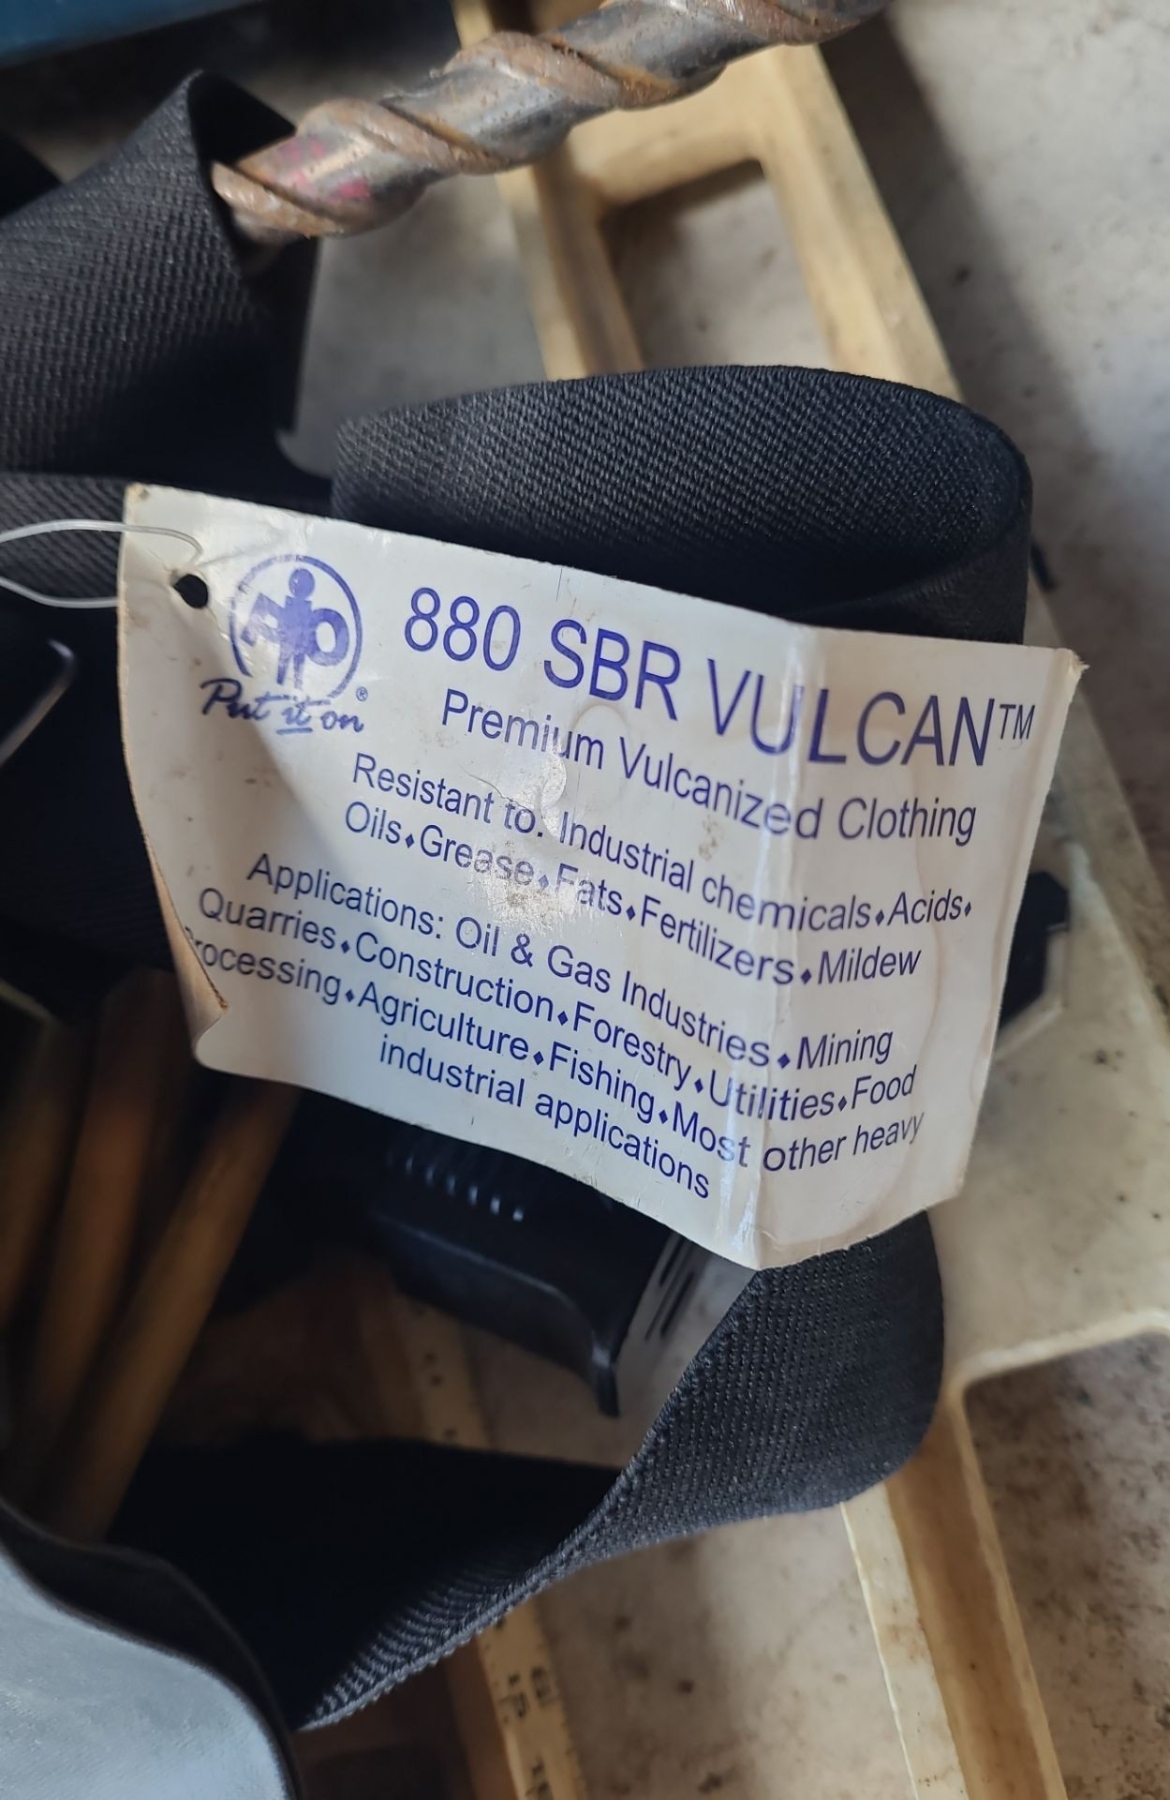 Put it on®
880 SBR VULCAN™
Premium Vulcanized Clothing
Resistant to: Industrial chemicals⬩Acids⬩
Oils⬩Grease⬩Fats⬩Fertilizers⬩Mildew
Applications: Oil & Gas Industries⬩Mining
Quarries⬩Construction⬩Forestry⬩Utilities⬩Food
rocessing⬩Agriculture⬩Fishing⬩Most other heavy
industrial applications